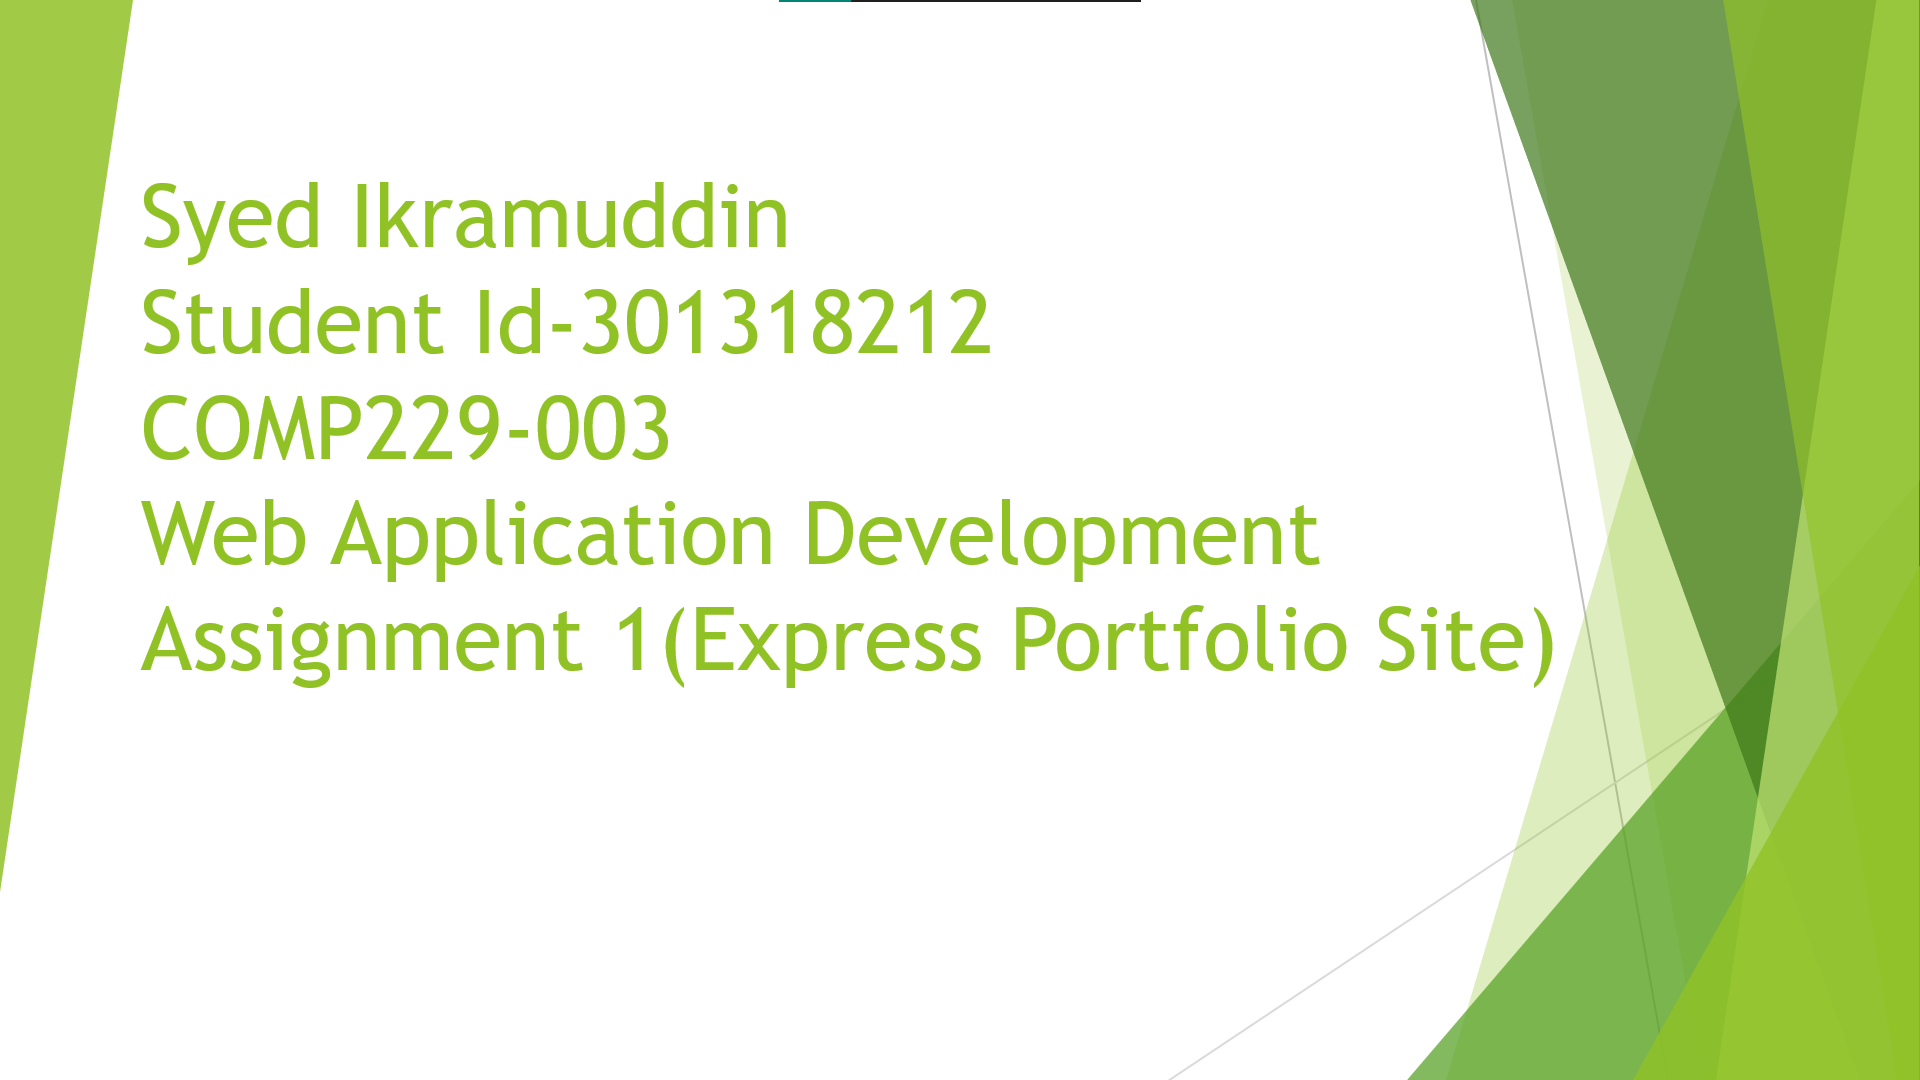 Syed Ikramuddin
Student Id-301318212
COMP229-003
Web Application Development
Assignment 1(Express Portfolio Site)